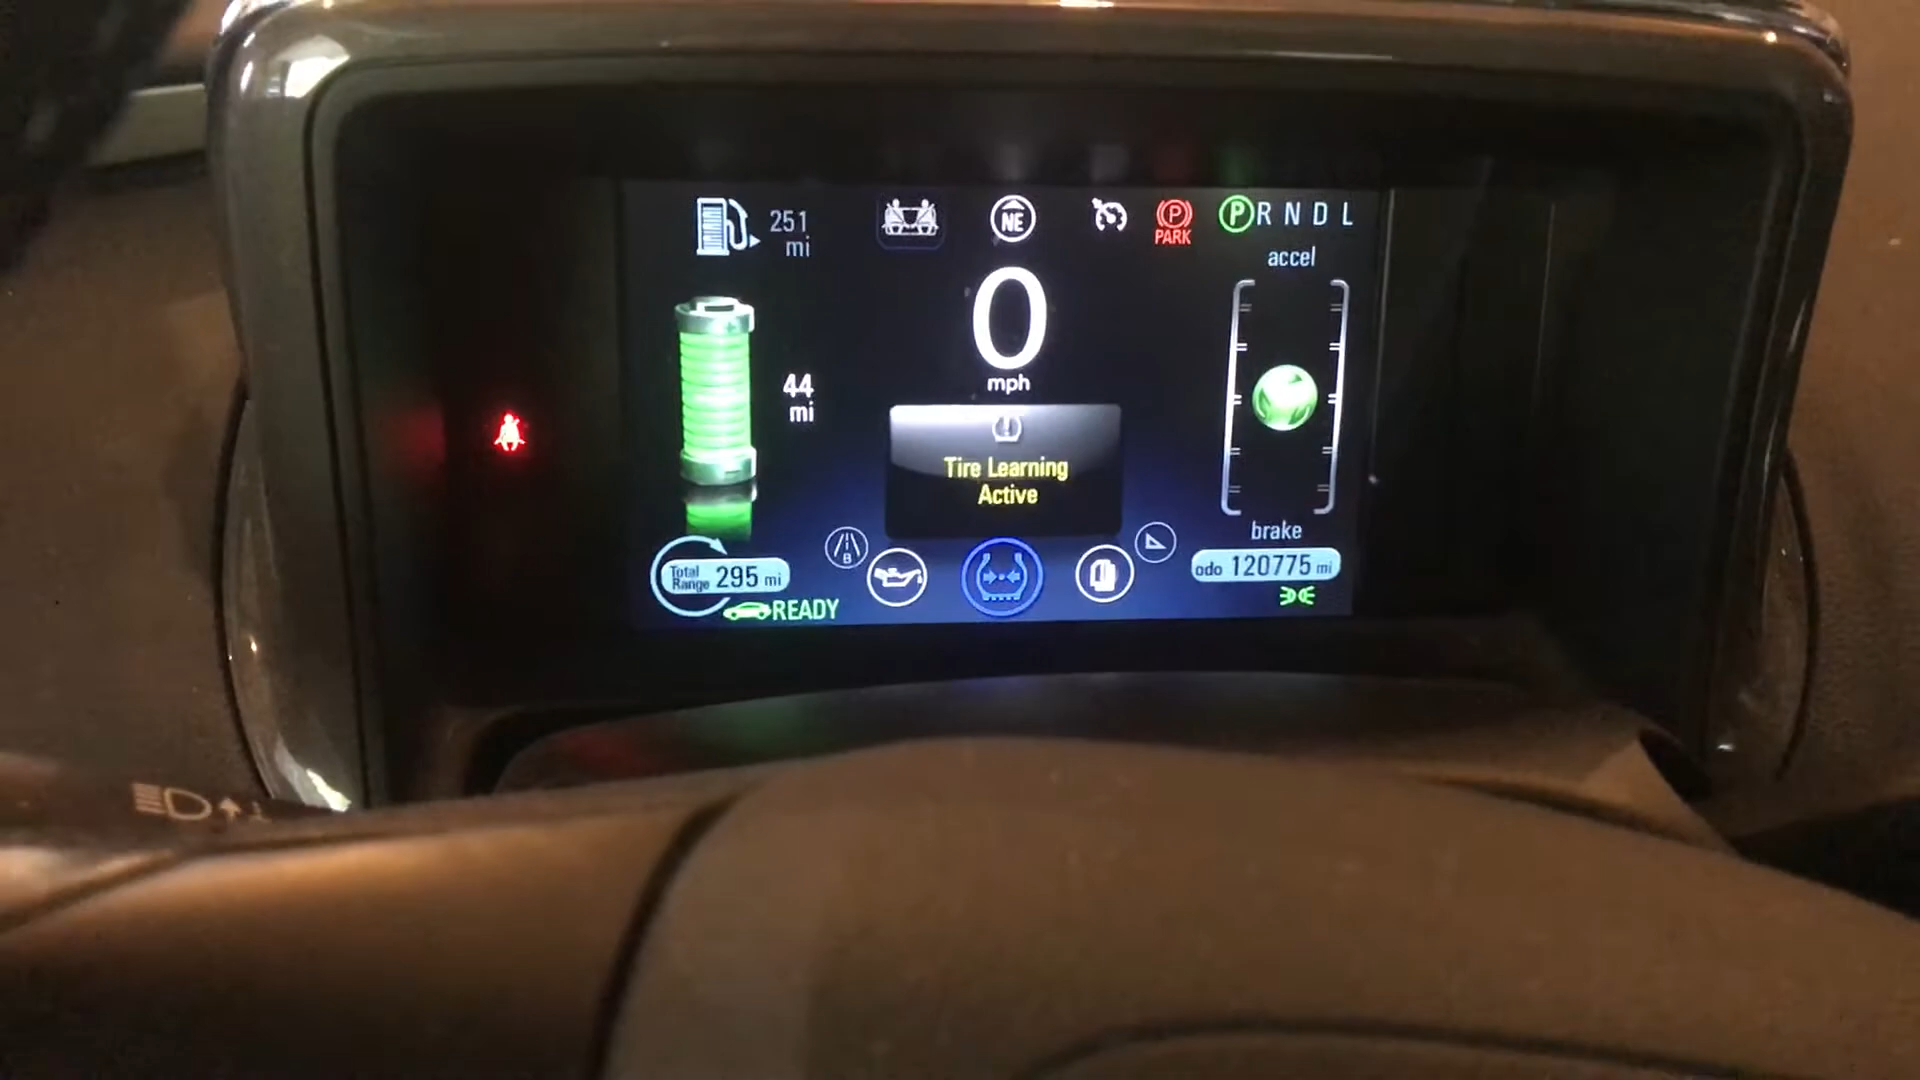 251
mi
NE
P
PARK
P R N D L
accel
0
mph
44
mi
Tire Learning
Active
brake
B
Total
Range 295 mi
odo 120775 mi
READY